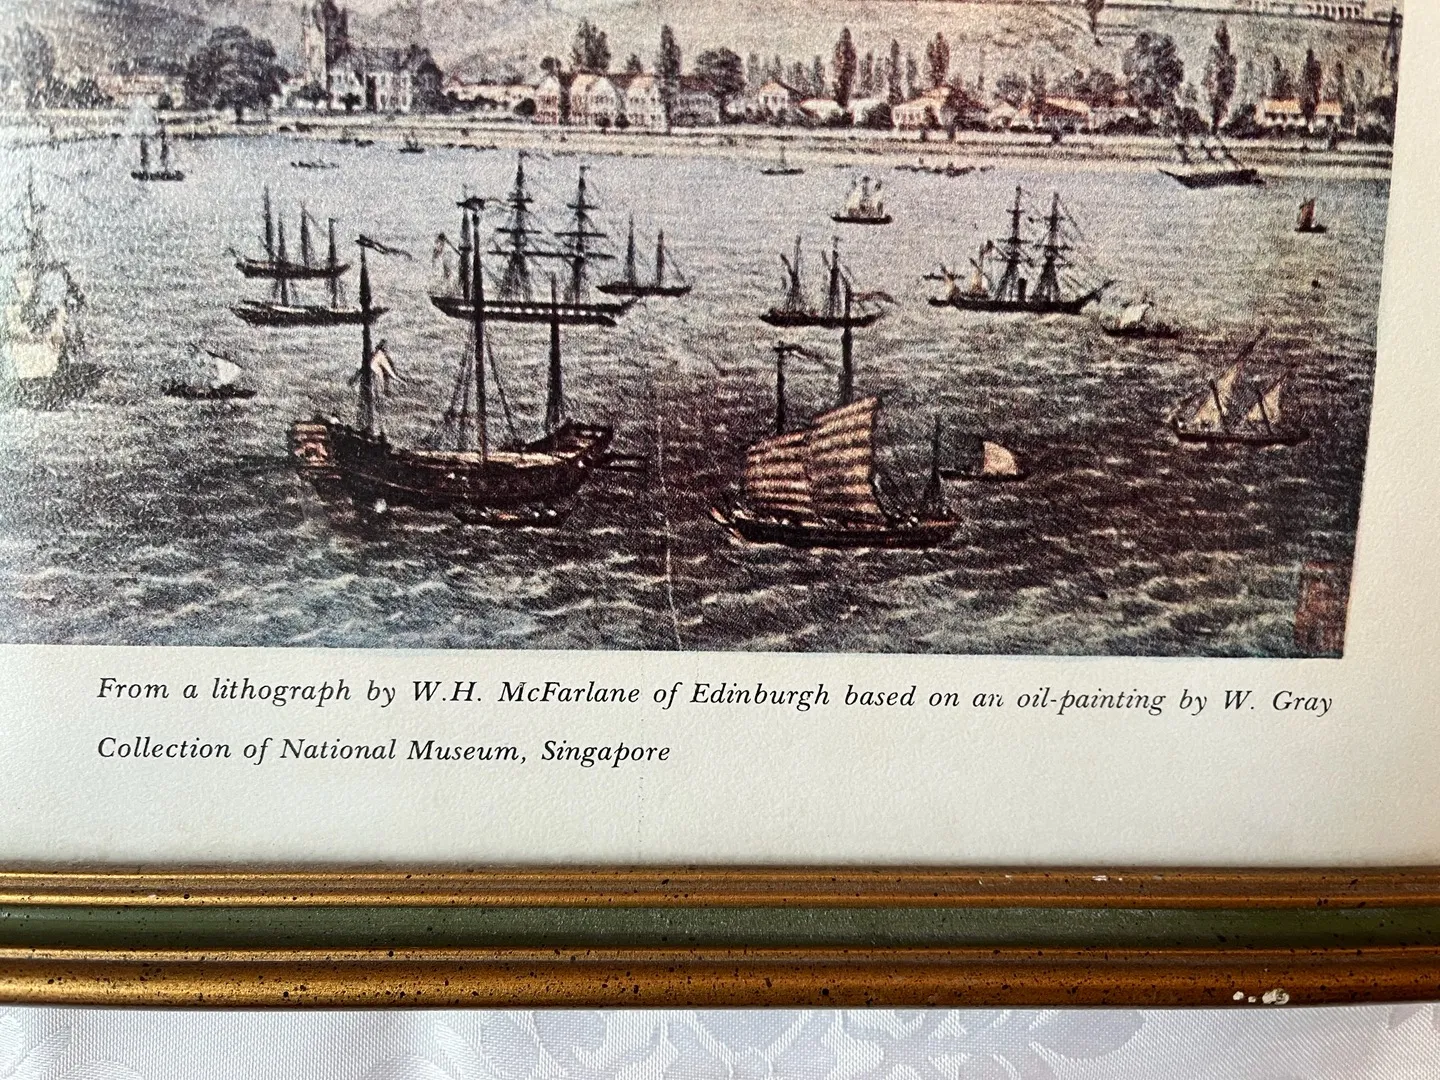 From a lithograph by W.H. McFarlane of Edinburgh based on an oil-painting by W. Gray
Collection of National Museum, Singapore